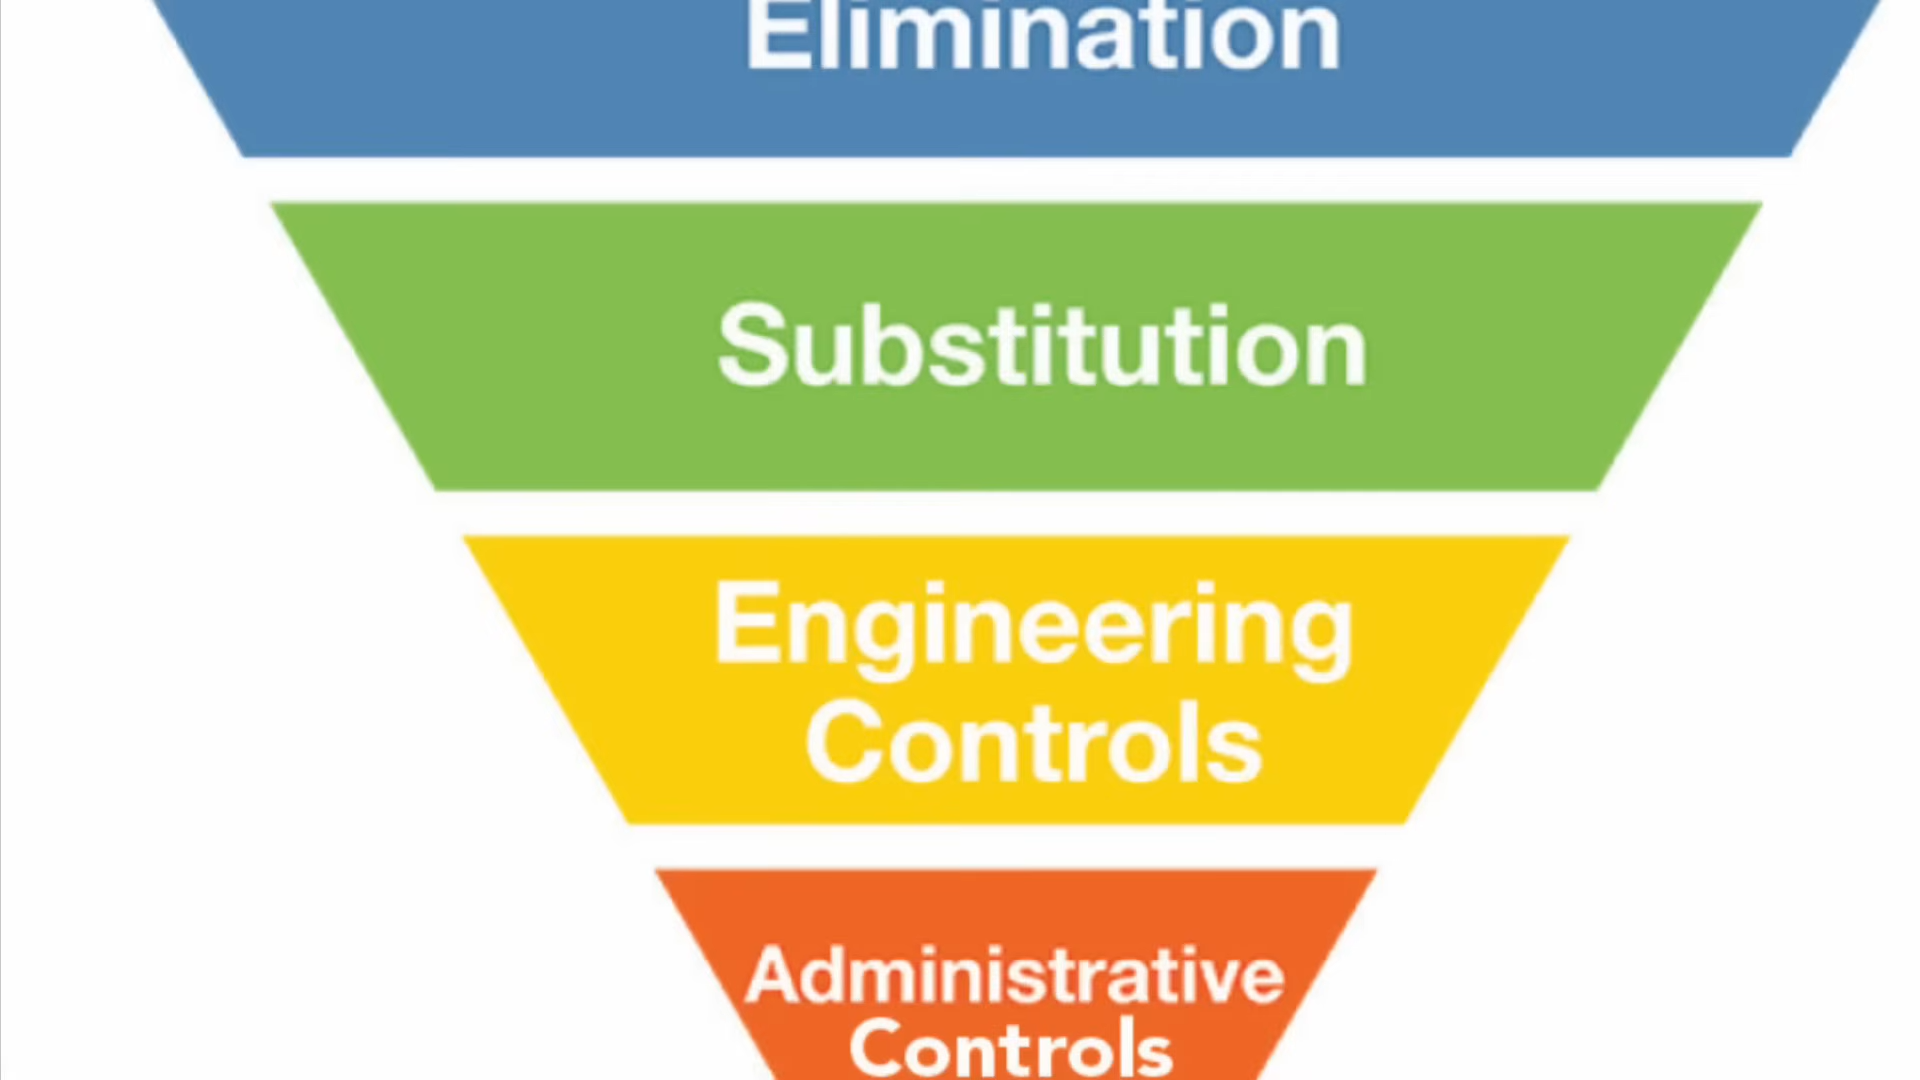 Elimination
Substitution
Engineering
Controls
Administrative
Controls